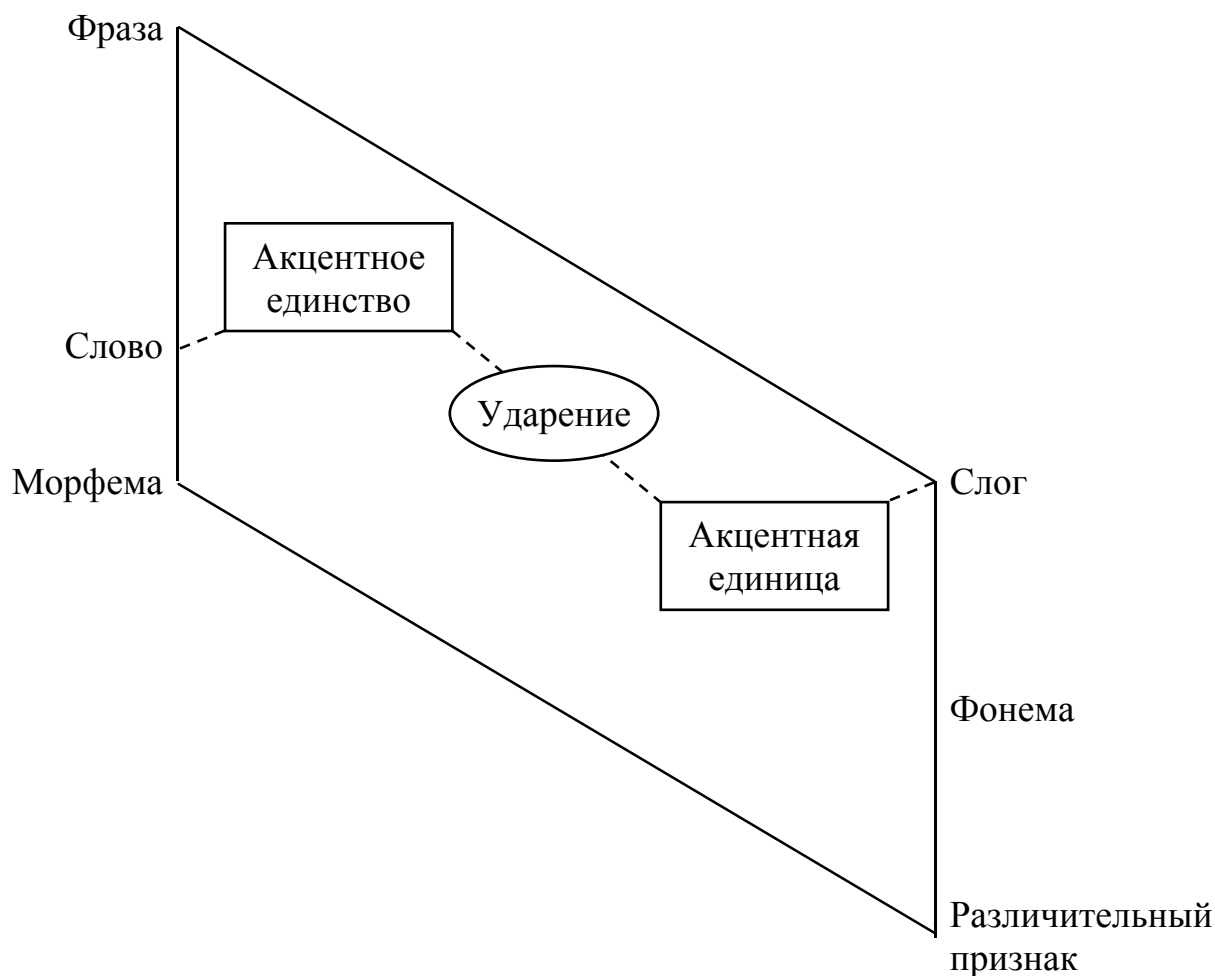 Фраза
Акцентное
единство
Слово
Ударение
Морфема
Слог
Акцентная
единица
Фонема
Различительный
признак